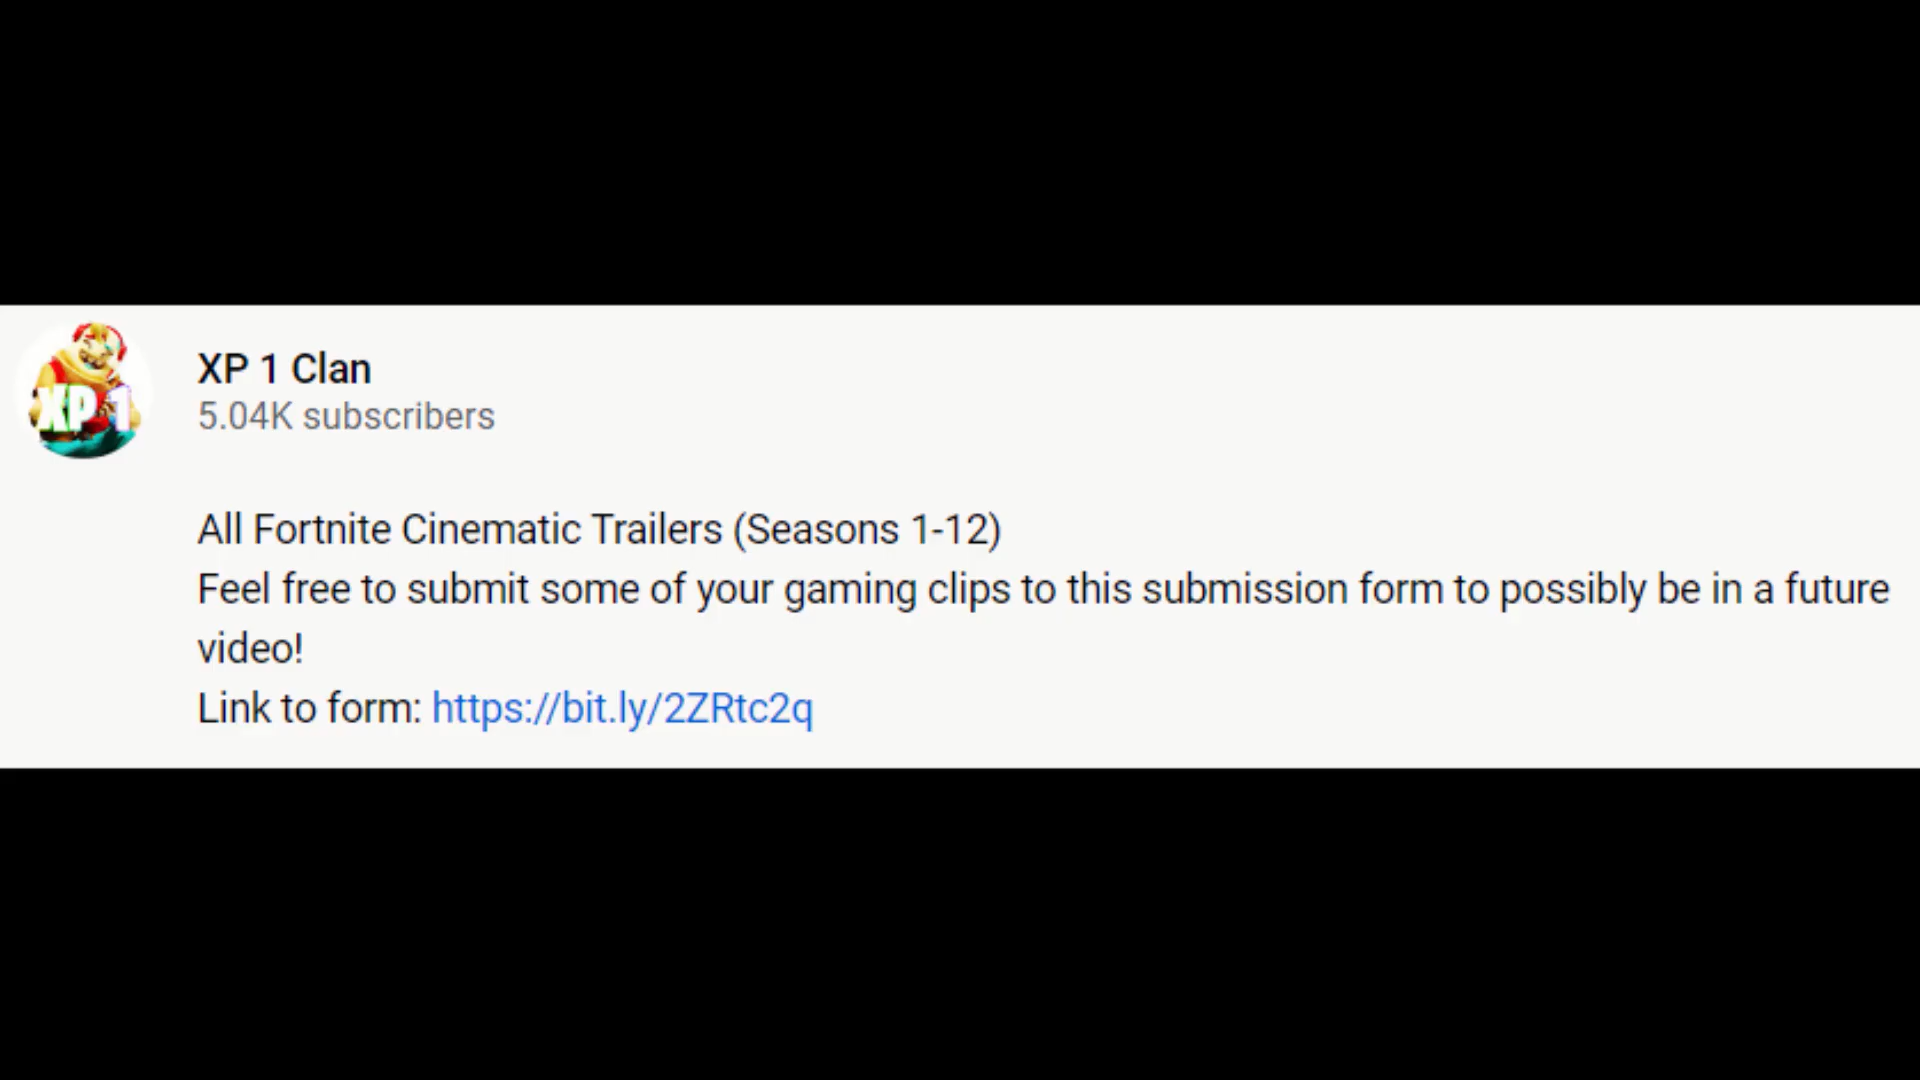 XP 1
XP 1 Clan
5.04K subscribers
All Fortnite Cinematic Trailers (Seasons 1-12)
Feel free to submit some of your gaming clips to this submission form to possibly be in a future
video!
Link to form: https://bit.ly/2ZRtc2q